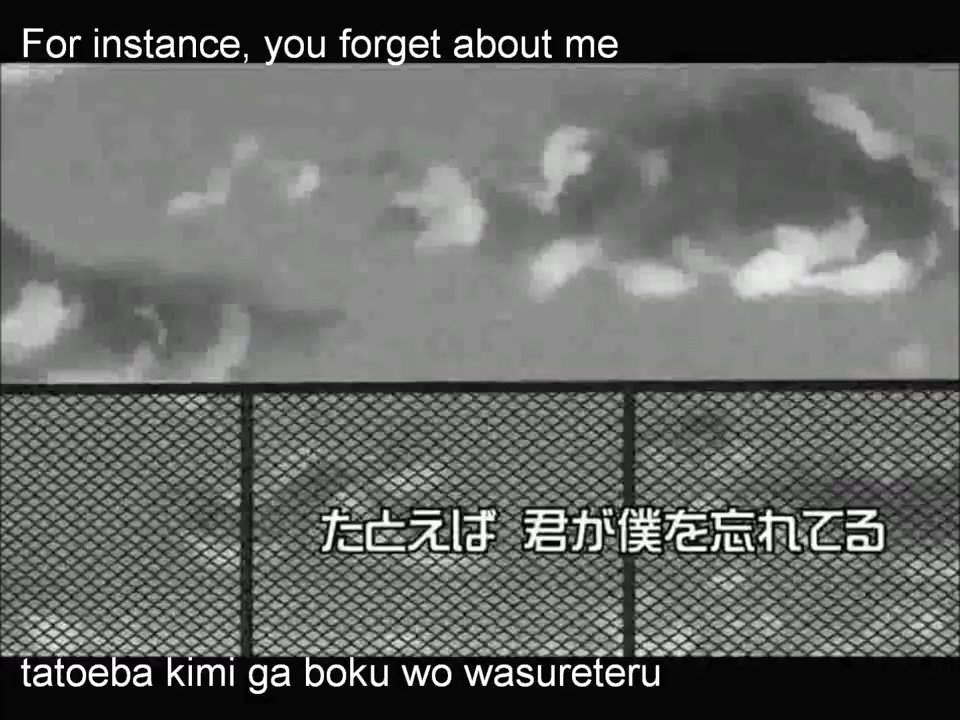 For instance, you forget about me
たとえば 君が僕を忘れてる
tatoeba kimi ga boku wo wasureteru